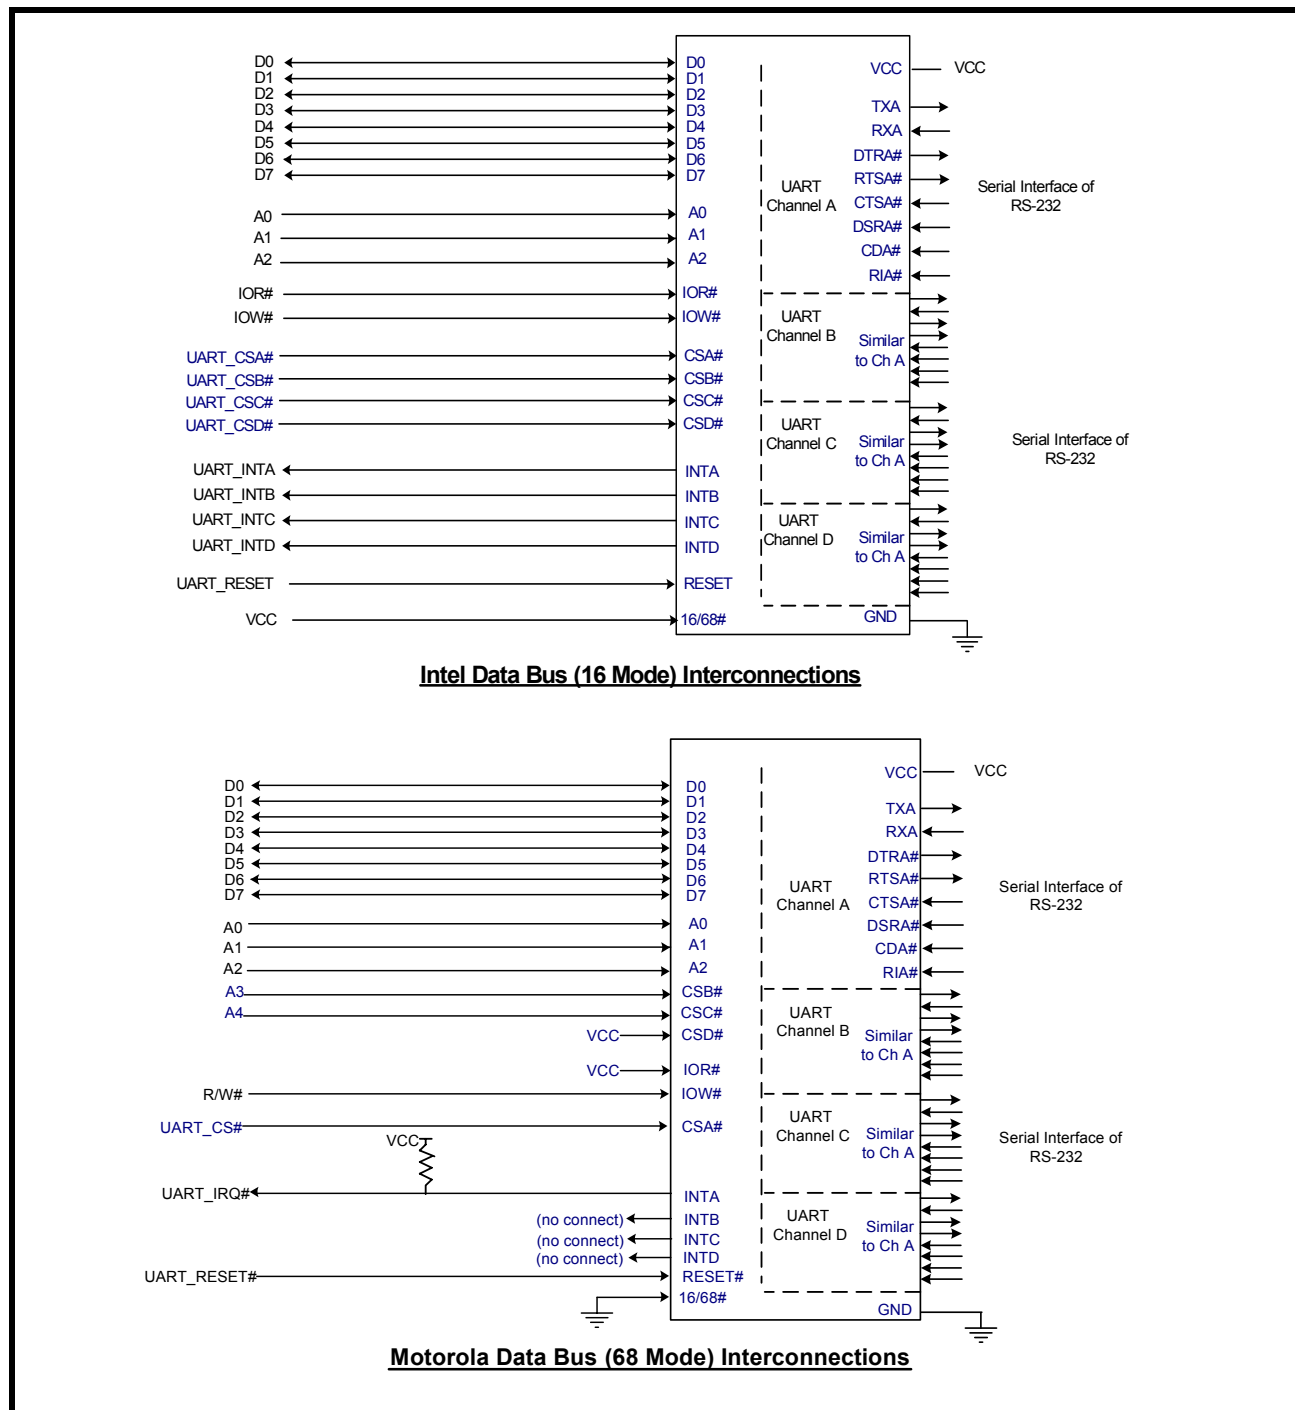 D0 D0
D1 D1
D2 D2
D3 D3
D4 D4
D5 D5
D6 D6
D7 D7
A0 A0
A1 A1
A2 A2
IOR# IOR#
IOW# IOW#
UART_CSA# CSA#
UART_CSB# CSB#
UART_CSC# CSC#
UART_CSD# CSD#
UART_INTA INTA
UART_INTB INTB
UART_INTC INTC
UART_INTD INTD
UART_RESET RESET
VCC 16/68#
UART
Channel A
UART
Channel B
UART
Channel C
UART
Channel D
VCC VCC
TXA
RXA
DTRA#
RTSA#
CTSA#
DSRA#
CDA#
RIA#
Similar
to Ch A
Similar
to Ch A
Similar
to Ch A
GND
Serial Interface of
RS-232
Serial Interface of
RS-232
Intel Data Bus (16 Mode) Interconnections
D0 D0
D1 D1
D2 D2
D3 D3
D4 D4
D5 D5
D6 D6
D7 D7
A0 A0
A1 A1
A2 A2
A3 CSB#
A4 CSC#
VCC CSD#
VCC IOR#
R/W# IOW#
UART_CS# CSA#
VCC
UART_IRQ# INTA
(no connect) INTB
(no connect) INTC
(no connect) INTD
UART_RESET# RESET#
16/68#
UART
Channel A
UART
Channel B
UART
Channel C
UART
Channel D
VCC VCC
TXA
RXA
DTRA#
RTSA#
CTSA#
DSRA#
CDA#
RIA#
Similar
to Ch A
Similar
to Ch A
Similar
to Ch A
GND
Serial Interface of
RS-232
Serial Interface of
RS-232
Motorola Data Bus (68 Mode) Interconnections